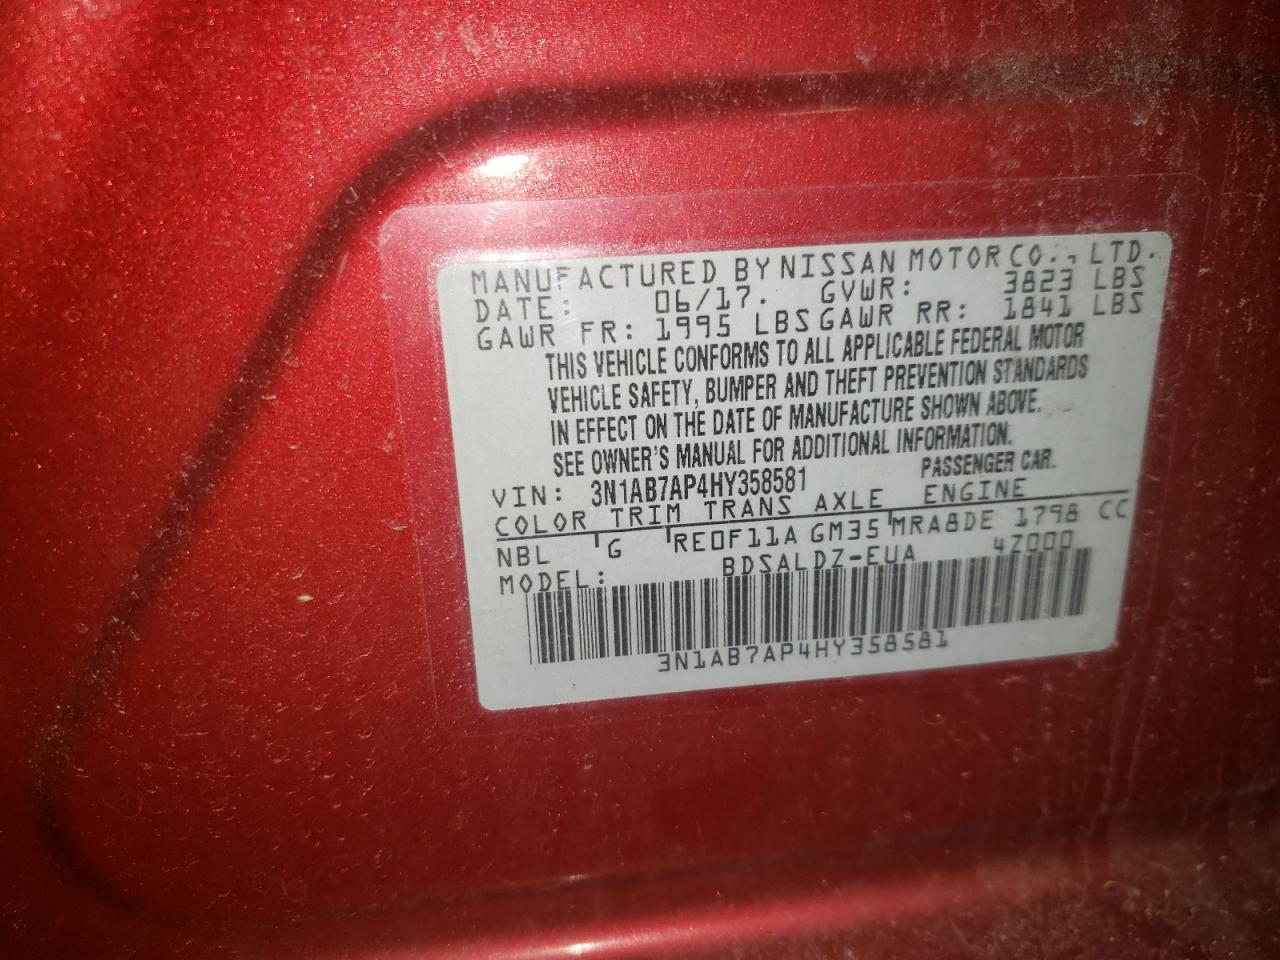 MANUFACTURED BY NISSAN MOTOR CO., LTD.
DATE: 06/17. GVWR: 3823 LBS
GAWR FR: 1995 LBS GAWR RR: 1841 LBS
THIS VEHICLE CONFORMS TO ALL APPLICABLE FEDERAL MOTOR
VEHICLE SAFETY, BUMPER AND THEFT PREVENTION STANDARDS
IN EFFECT ON THE DATE OF MANUFACTURE SHOWN ABOVE.
SEE OWNER'S MANUAL FOR ADDITIONAL INFORMATION.
VIN: 3N1AB7AP4HY358581 PASSENGER CAR.
COLOR TRIM TRANS AXLE ENGINE
NBL G RE0F11A GM35 MRA8DE 1798 CC
MODEL: BDSALDZ-EUA 4Z000
3N1AB7AP4HY358581